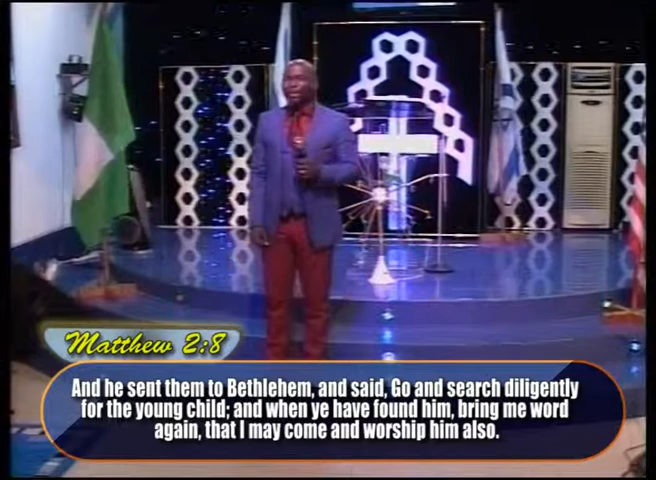 Matthew 2:8
And he sent them to Bethlehem, and said, Go and search diligently
for the young child; and when ye have found him, bring me word
again, that I may come and worship him also.